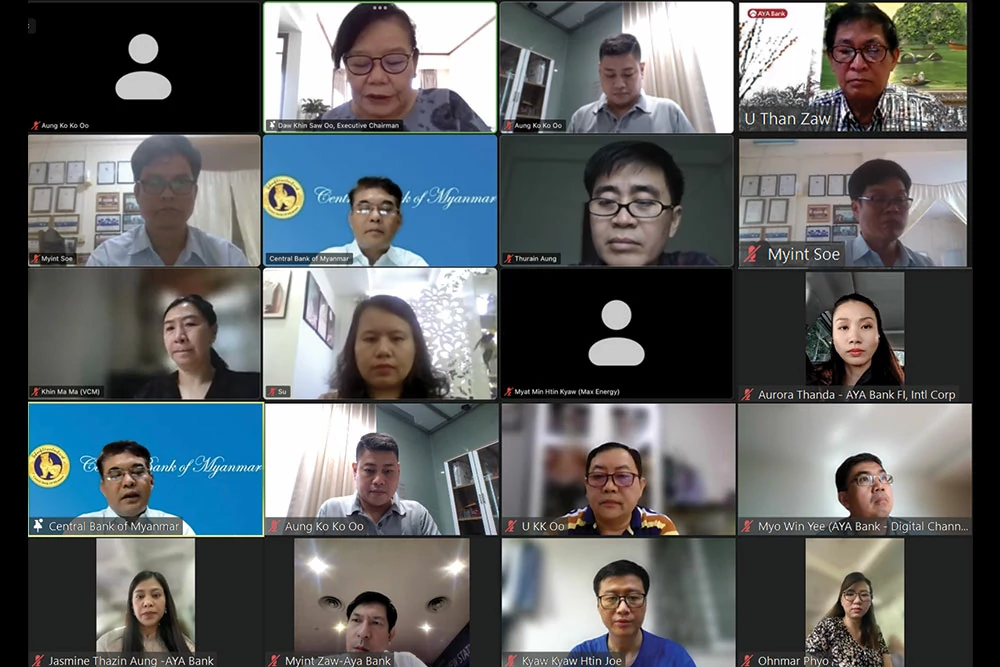 Aung Ko Ko Oo
Daw Khin Saw Oo, Executive Chairman
Aung Ko Ko Oo
AYA Bank
U Than Zaw
Myint Soe
Central Bank of Myanmar
Central Bank of Myanmar
Thurain Aung
Myint Soe
Khin Ma Ma (VCM)
Su
Myat Min Htin Kyaw (Max Energy)
Aurora Thanda - AYA Bank FI, Intl Corp
Bank of Myanmar
Central Bank of Myanmar
Aung Ko Ko Oo
U KK Oo
Myo Win Yee (AYA Bank - Digital Chann...
Jasmine Thazin Aung -AYA Bank
Myint Zaw-Aya Bank
Kyaw Kyaw Htin Joe
Ohnmar Phyo